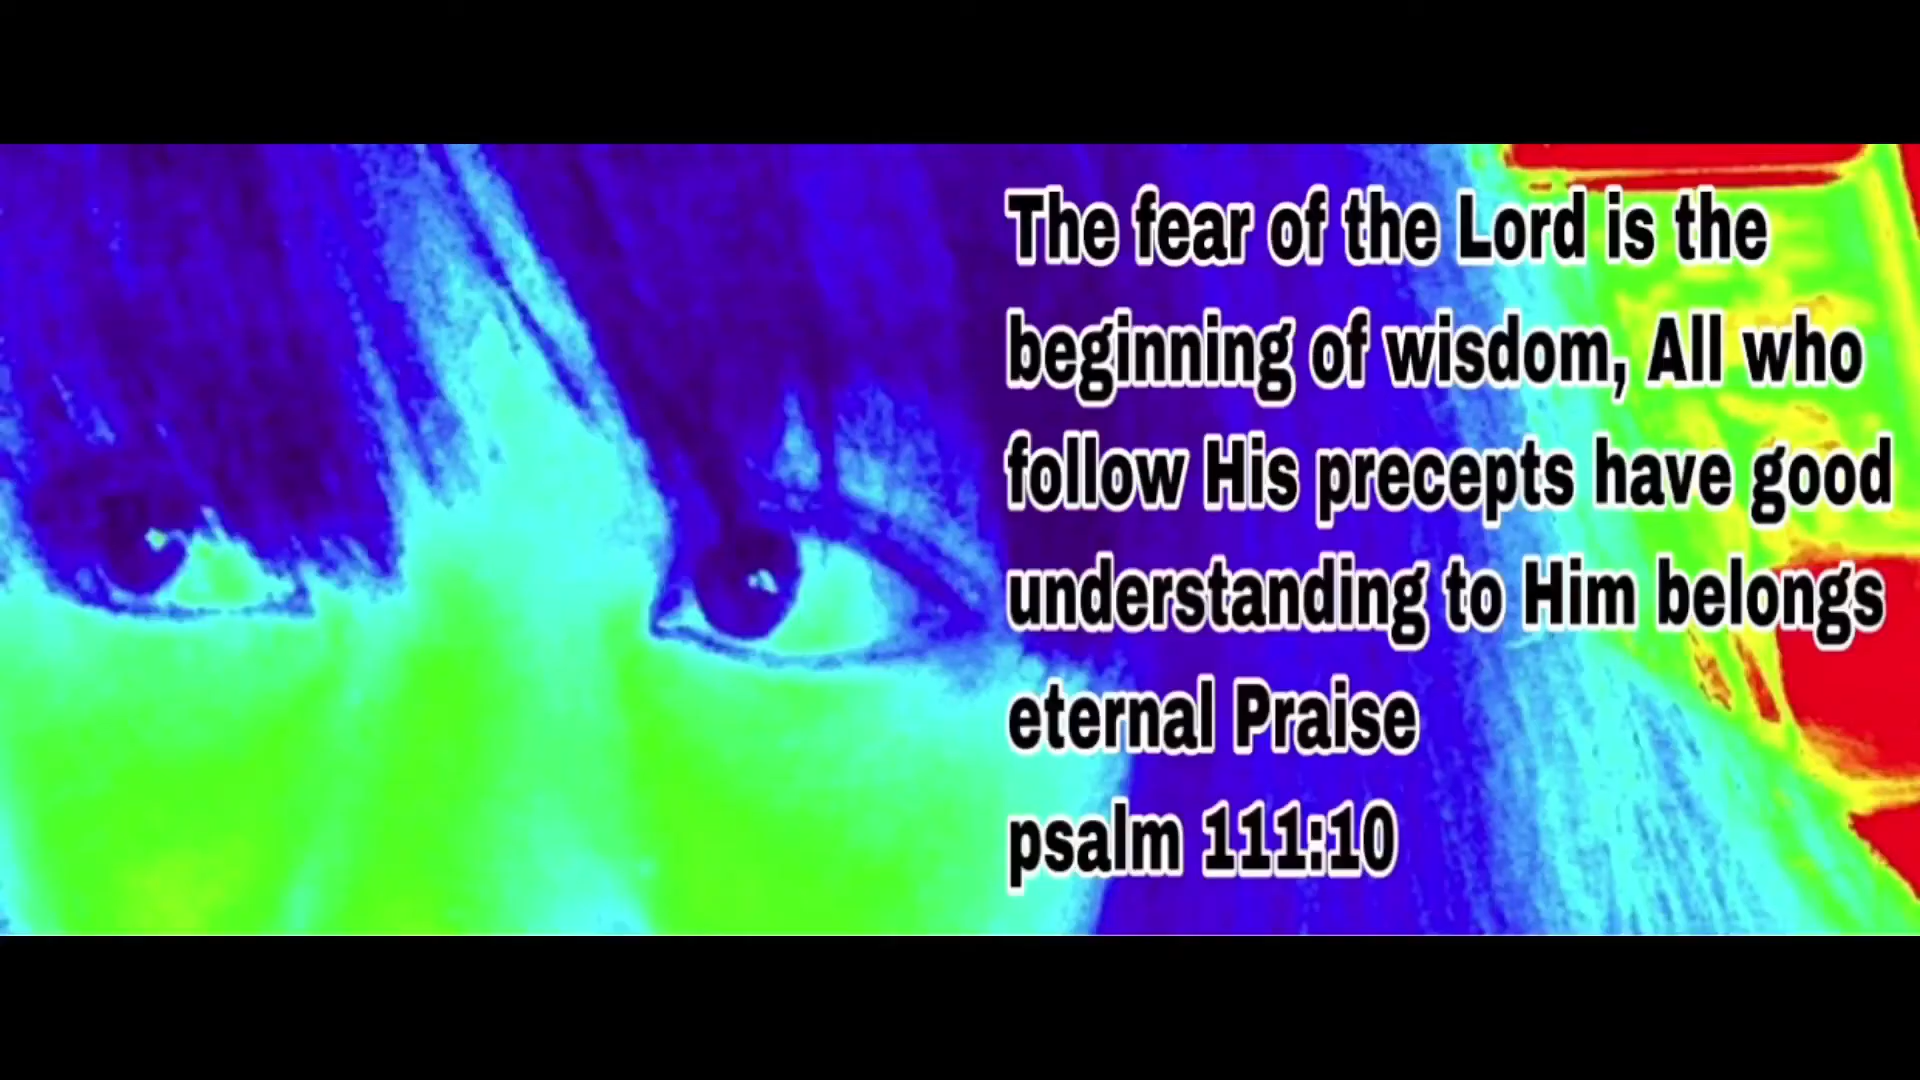 The fear of the Lord is the
beginning of wisdom, All who
follow His precepts have good
understanding to Him belongs
eternal Praise
psalm 111:10